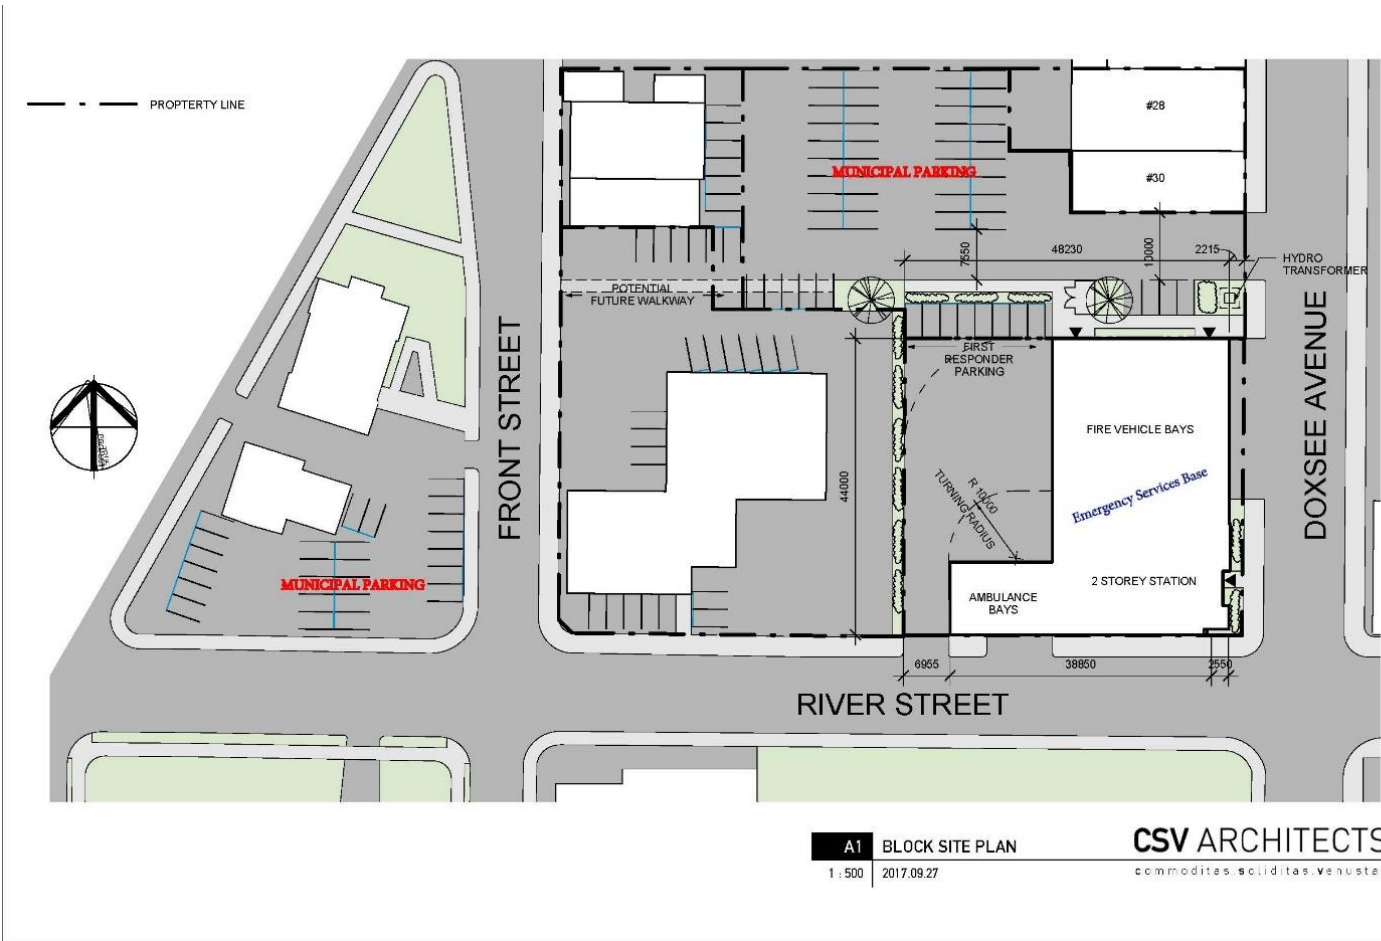 PROPTERTY LINE
#28
MUNICIPAL PARKING
#30
7550
48230
10000
2215
HYDRO
TRANSFORMER
POTENTIAL
FUTURE WALKWAY
FIRST
RESPONDER
PARKING
FRONT STREET
DOXSEE AVENUE
FIRE VEHICLE BAYS
Emergency Services Base
44000
R 10000
TURNING RADIUS
MUNICIPAL PARKING
2 STOREY STATION
AMBULANCE
BAYS
6955
38850
2550
RIVER STREET
A1
BLOCK SITE PLAN
1 : 500
2017.09.27
CSV ARCHITECTS
commoditas.soliditas.venusta